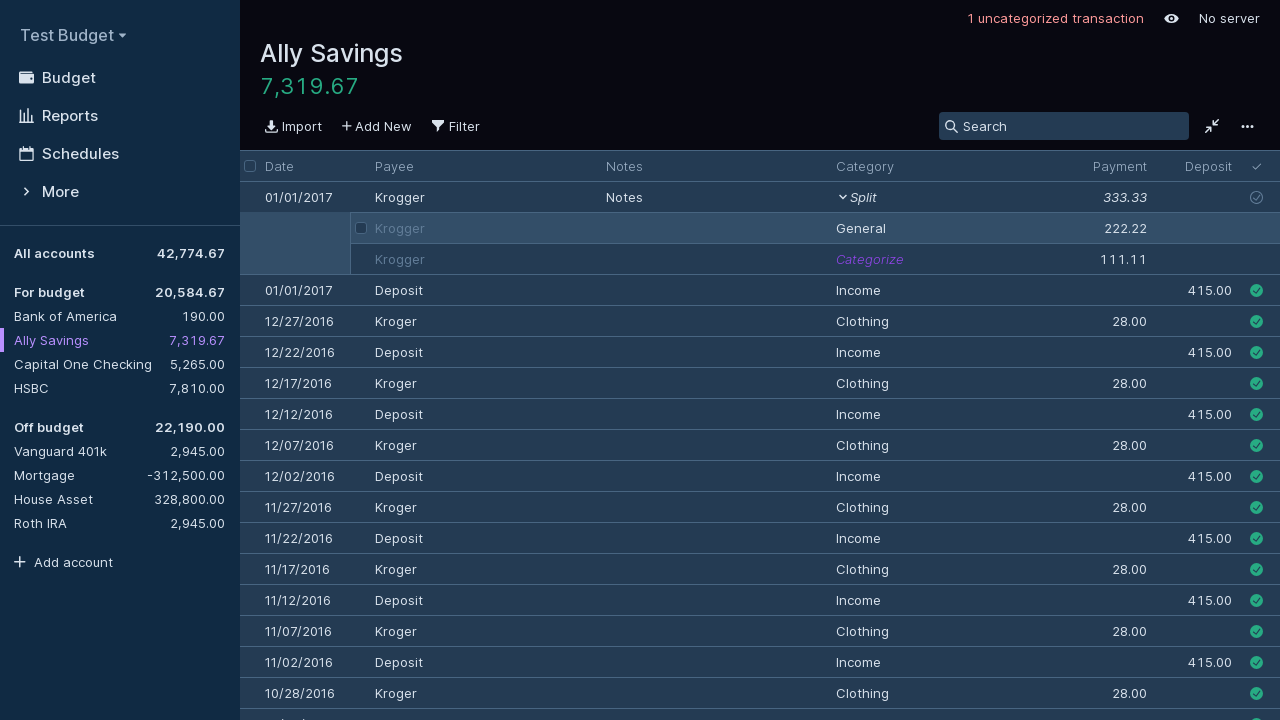 Test Budget
Budget
Reports
Schedules
More
All accounts 42,774.67
For budget 20,584.67
Bank of America 190.00
Ally Savings 7,319.67
Capital One Checking 5,265.00
HSBC 7,810.00
Off budget 22,190.00
Vanguard 401k 2,945.00
Mortgage -312,500.00
House Asset 328,800.00
Roth IRA 2,945.00
Add account
1 uncategorized transaction No server
Ally Savings
7,319.67
Import Add New Filter Search
Date Payee Notes Category Payment Deposit
01/01/2017 Krogger Notes Split 333.33
Krogger General 222.22
Krogger Categorize 111.11
01/01/2017 Deposit Income 415.00
12/27/2016 Kroger Clothing 28.00
12/22/2016 Deposit Income 415.00
12/17/2016 Kroger Clothing 28.00
12/12/2016 Deposit Income 415.00
12/07/2016 Kroger Clothing 28.00
12/02/2016 Deposit Income 415.00
11/27/2016 Kroger Clothing 28.00
11/22/2016 Deposit Income 415.00
11/17/2016 Kroger Clothing 28.00
11/12/2016 Deposit Income 415.00
11/07/2016 Kroger Clothing 28.00
11/02/2016 Deposit Income 415.00
10/28/2016 Kroger Clothing 28.00